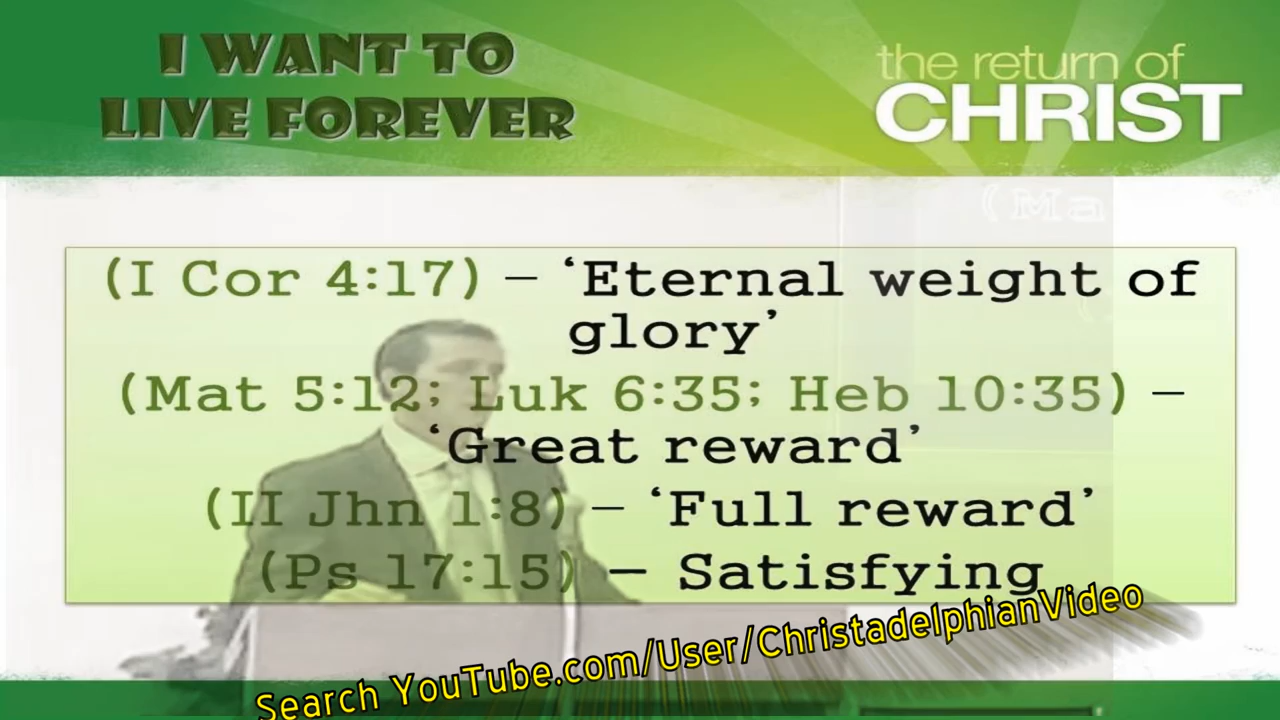 I WANT TO
LIVE FOREVER
the return of
CHRIST
(Ma
(I Cor 4:17) – ‘Eternal weight of
glory’
(Mat 5:12; Luk 6:35; Heb 10:35) –
‘Great reward’
(II Jhn 1:8) – ‘Full reward’
(Ps 17:15) – Satisfying
Search YouTube.com/User/ChristadelphianVideo